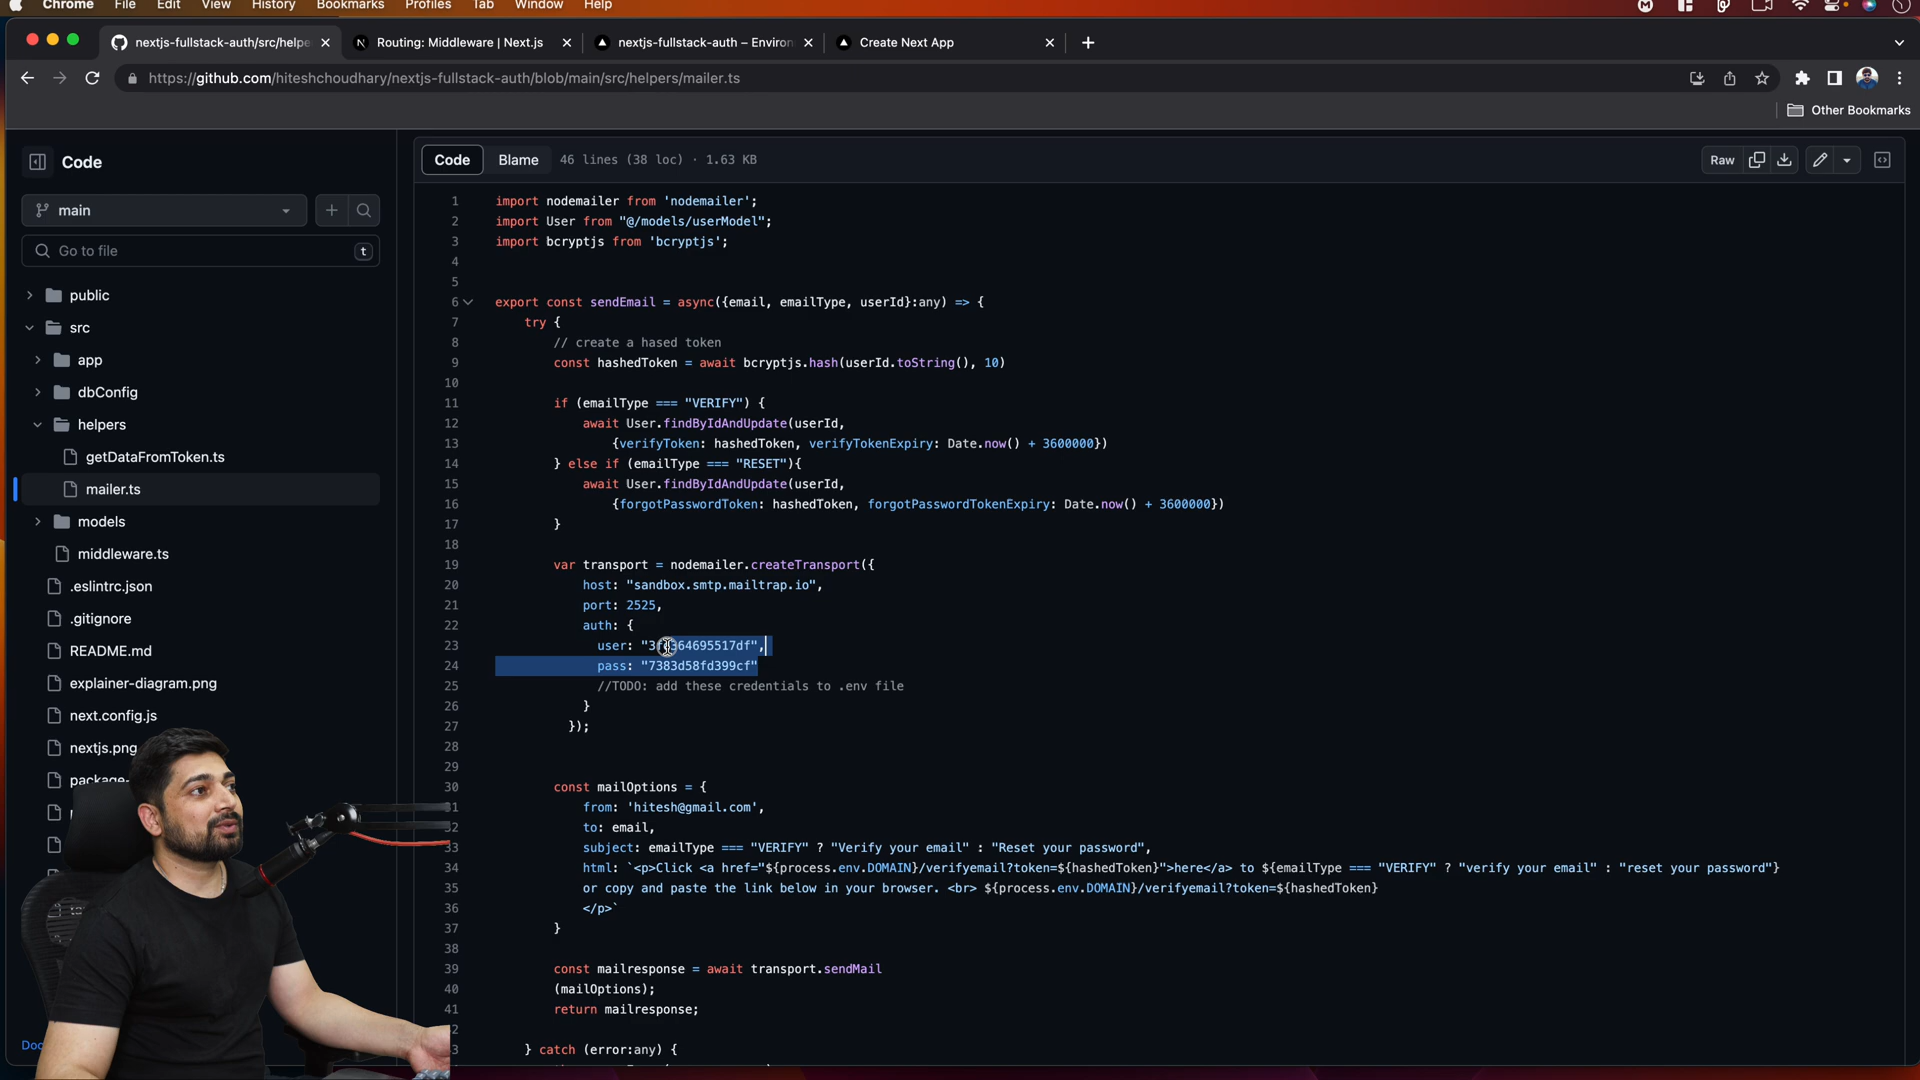 Chrome File Edit View History Bookmarks Profiles Tab Window Help
nextjs-fullstack-auth/src/helpe
Routing: Middleware | Next.js
nextjs-fullstack-auth – Environ
Create Next App
https://github.com/hiteshchoudhary/nextjs-fullstack-auth/blob/main/src/helpers/mailer.ts
Other Bookmarks
Code
main
Go to file
t
public
src
app
dbConfig
helpers
getDataFromToken.ts
mailer.ts
models
middleware.ts
.eslintrc.json
.gitignore
README.md
explainer-diagram.png
next.config.js
nextjs.png
package-
Doc
Code Blame 46 lines (38 loc) · 1.63 KB
Raw
1 import nodemailer from 'nodemailer';
2 import User from "@/models/userModel";
3 import bcryptjs from 'bcryptjs';
4
5
6 export const sendEmail = async({email, emailType, userId}:any) => {
7 try {
8 // create a hased token
9 const hashedToken = await bcryptjs.hash(userId.toString(), 10)
10
11 if (emailType === "VERIFY") {
12 await User.findByIdAndUpdate(userId,
13 {verifyToken: hashedToken, verifyTokenExpiry: Date.now() + 3600000})
14 } else if (emailType === "RESET"){
15 await User.findByIdAndUpdate(userId,
16 {forgotPasswordToken: hashedToken, forgotPasswordTokenExpiry: Date.now() + 3600000})
17 }
18
19 var transport = nodemailer.createTransport({
20 host: "sandbox.smtp.mailtrap.io",
21 port: 2525,
22 auth: {
23 user:
24 pass: "7383d58fd399cf"
25 //TODO: add these credentials to .env file
26 }
27 });
28
29
30 const mailOptions = {
31 from: 'hitesh@gmail.com',
32 to: email,
33 subject: emailType === "VERIFY" ? "Verify your email" : "Reset your password",
34 html: `<p>Click <a href="${process.env.DOMAIN}/verifyemail?token=${hashedToken}">here</a> to ${emailType === "VERIFY" ? "verify your email" : "reset your password"}
35 or copy and paste the link below in your browser. <br> ${process.env.DOMAIN}/verifyemail?token=${hashedToken}
36 </p>`
37 }
38
39 const mailresponse = await transport.sendMail
40 (mailOptions);
41 return mailresponse;
2
3 } catch (error:any) {